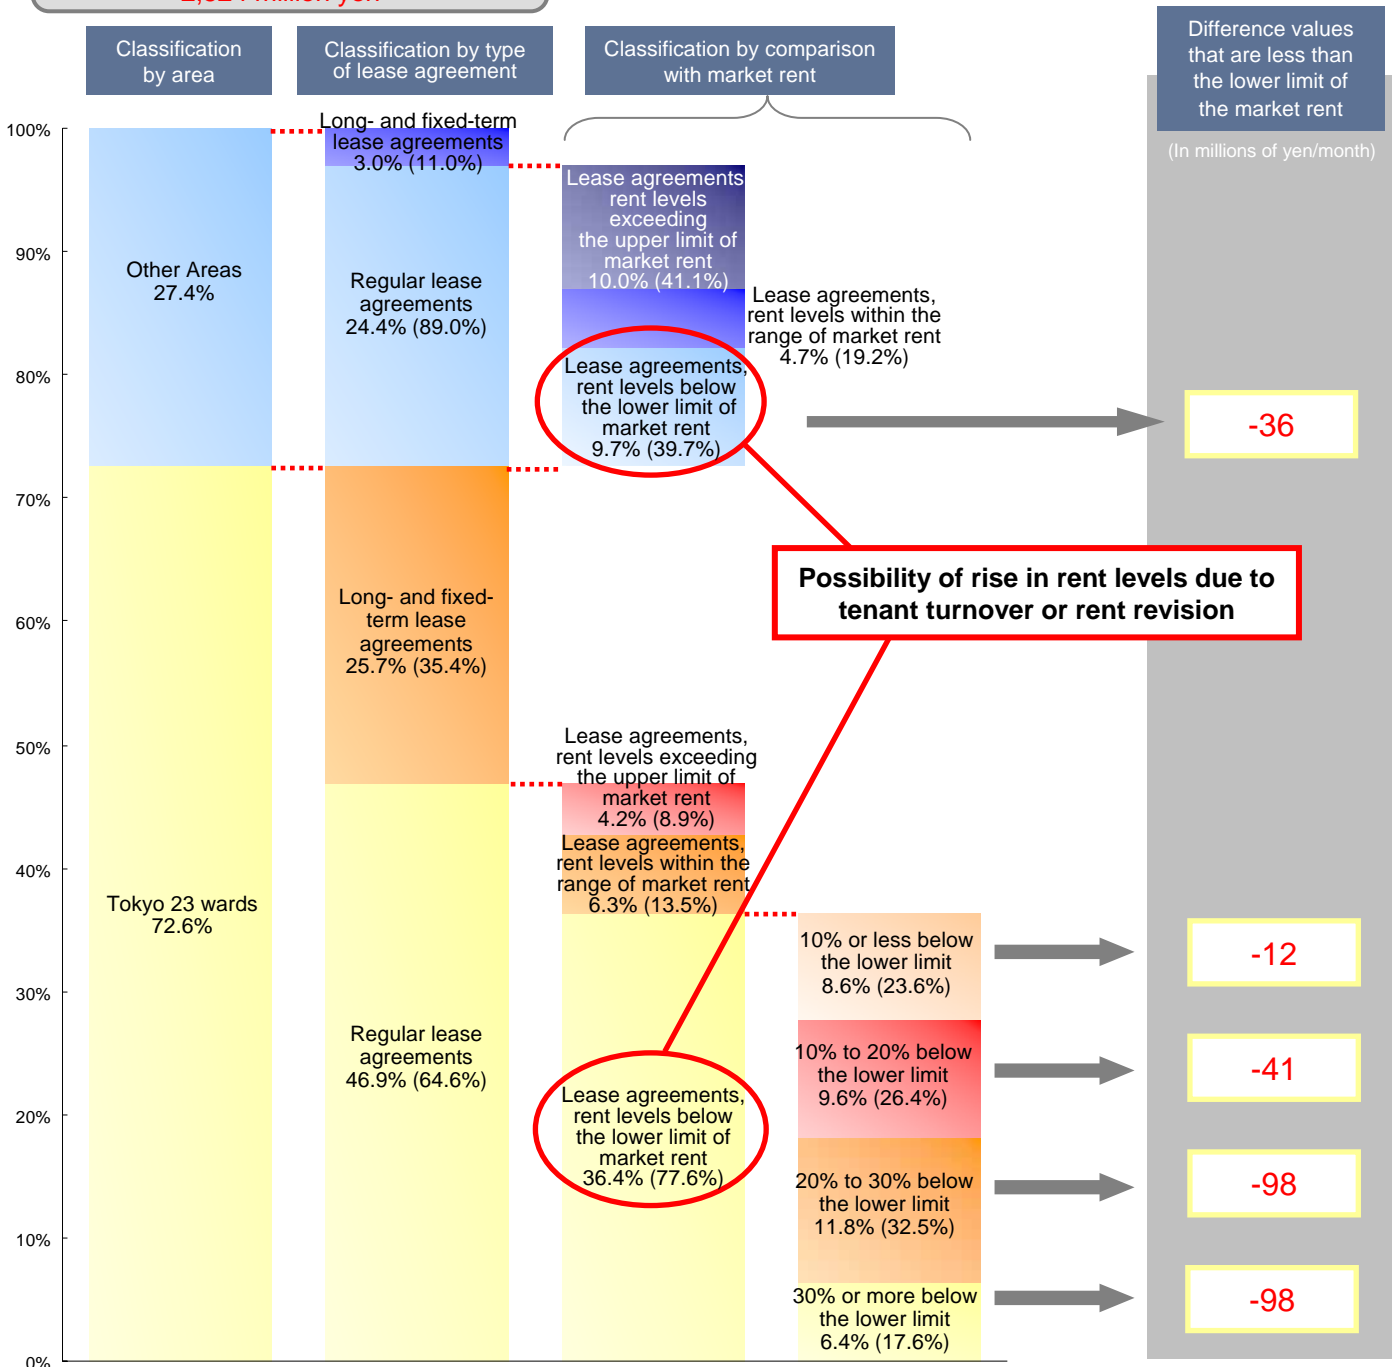 Classification
by area
Classification by type
of lease agreement
Classification by comparison
with market rent
Difference values
that are less than
the lower limit of
the market rent
(In millions of yen/month)
100%
90%
80%
70%
60%
50%
40%
30%
20%
10%
0%
Other Areas
27.4%
Tokyo 23 wards
72.6%
Long- and fixed-term
lease agreements
3.0% (11.0%)
Regular lease
agreements
24.4% (89.0%)
Long- and fixed-
term lease
agreements
25.7% (35.4%)
Regular lease
agreements
46.9% (64.6%)
Lease agreements
rent levels
exceeding
the upper limit of
market rent
10.0% (41.1%)
Lease agreements,
rent levels within the
range of market rent
4.7% (19.2%)
Lease agreements,
rent levels below
the lower limit of
market rent
9.7% (39.7%)
Possibility of rise in rent levels due to
tenant turnover or rent revision
Lease agreements,
rent levels exceeding
the upper limit of
market rent
4.2% (8.9%)
Lease agreements,
rent levels within the
range of market rent
6.3% (13.5%)
Lease agreements,
rent levels below
the lower limit of
market rent
36.4% (77.6%)
10% or less below
the lower limit
8.6% (23.6%)
10% to 20% below
the lower limit
9.6% (26.4%)
20% to 30% below
the lower limit
11.8% (32.5%)
30% or more below
the lower limit
6.4% (17.6%)
-36
-12
-41
-98
-98